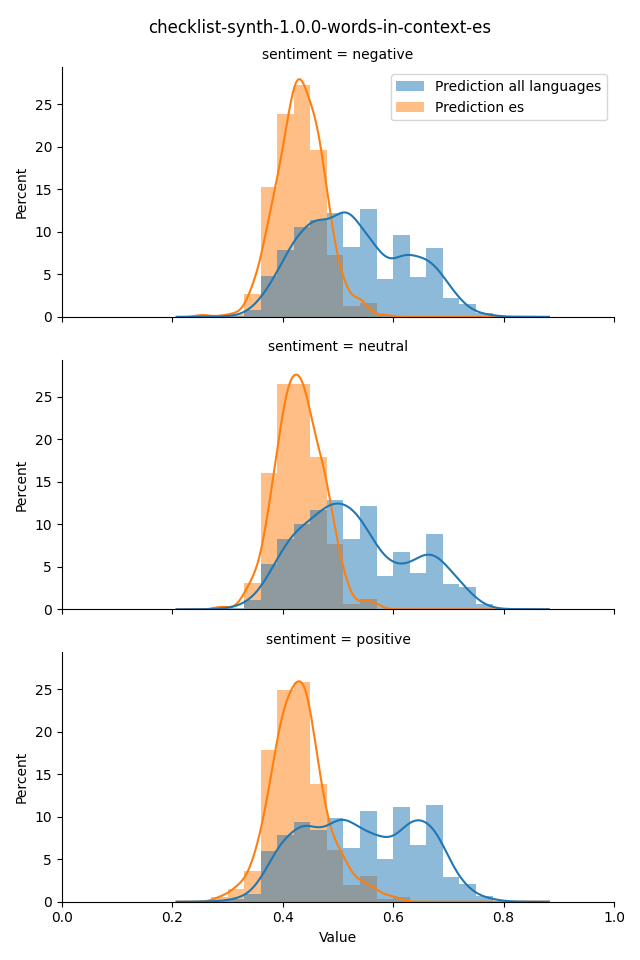 checklist-synth-1.0.0-words-in-context-es
sentiment = negative
Prediction all languages
Prediction es
25
20
15
10
5
0
Percent
sentiment = neutral
25
20
15
10
5
0
Percent
sentiment = positive
25
20
15
10
5
0
Percent
0.0 0.2 0.4 0.6 0.8 1.0
Value